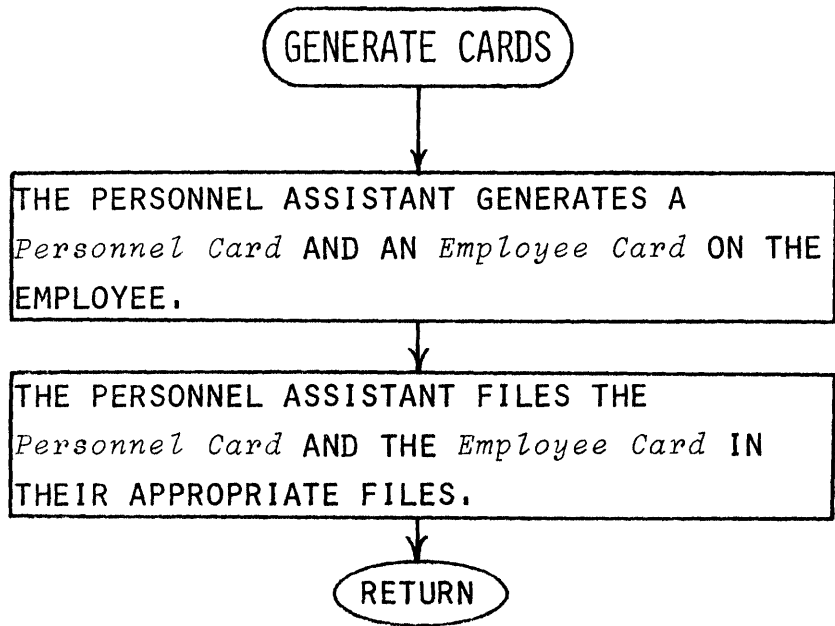 GENERATE CARDS
THE PERSONNEL ASSISTANT GENERATES A
Personnel Card AND AN Employee Card ON THE
EMPLOYEE.
THE PERSONNEL ASSISTANT FILES THE
Personnel Card AND THE Employee Card IN
THEIR APPROPRIATE FILES.
RETURN